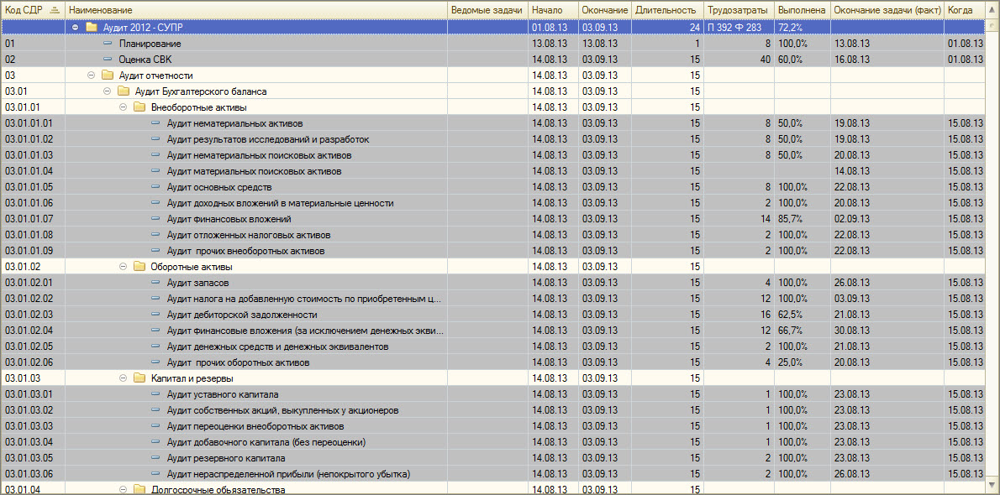 Код СДР Наименование Ведомые задачи Начало Окончание Длительность Трудозатраты Выполнена Окончание задачи (факт) Когда
Аудит 2012 - СУПР 01.08.13 03.09.13 24 П 392 Ф 283 72,2%
01 Планирование 13.08.13 13.08.13 1 8 100,0% 13.08.13 01.08.13
02 Оценка СВК 14.08.13 03.09.13 15 40 60,0% 16.08.13 01.08.13
03 Аудит отчетности 14.08.13 03.09.13 15
03.01 Аудит Бухгалтерского баланса 14.08.13 03.09.13 15
03.01.01 Внеоборотные активы 14.08.13 03.09.13 15
03.01.01.01 Аудит нематериальных активов 14.08.13 03.09.13 15 8 50,0% 19.08.13 15.08.13
03.01.01.02 Аудит результатов исследований и разработок 14.08.13 03.09.13 15 8 50,0% 19.08.13 15.08.13
03.01.01.03 Аудит нематериальных поисковых активов 14.08.13 03.09.13 15 8 50,0% 20.08.13 15.08.13
03.01.01.04 Аудит материальных поисковых активов 14.08.13 03.09.13 15 14.08.13 15.08.13
03.01.01.05 Аудит основных средств 14.08.13 03.09.13 15 8 100,0% 22.08.13 15.08.13
03.01.01.06 Аудит доходных вложений в материальные ценности 14.08.13 03.09.13 15 2 100,0% 20.08.13 15.08.13
03.01.01.07 Аудит финансовых вложений 14.08.13 03.09.13 15 14 85,7% 02.09.13 15.08.13
03.01.01.08 Аудит отложенных налоговых активов 14.08.13 03.09.13 15 2 100,0% 22.08.13 15.08.13
03.01.01.09 Аудит прочих внеоборотных активов 14.08.13 03.09.13 15 2 100,0% 22.08.13 15.08.13
03.01.02 Оборотные активы 14.08.13 03.09.13 15
03.01.02.01 Аудит запасов 14.08.13 03.09.13 15 4 100,0% 26.08.13 15.08.13
03.01.02.02 Аудит налога на добавленную стоимость по приобретенным ц... 14.08.13 03.09.13 15 12 100,0% 03.09.13 15.08.13
03.01.02.03 Аудит дебиторской задолженности 14.08.13 03.09.13 15 16 62,5% 21.08.13 15.08.13
03.01.02.04 Аудит финансовые вложения (за исключением денежных экви... 14.08.13 03.09.13 15 12 66,7% 30.08.13 15.08.13
03.01.02.05 Аудит денежных средств и денежных эквивалентов 14.08.13 03.09.13 15 2 100,0% 21.08.13 15.08.13
03.01.02.06 Аудит прочих оборотных активов 14.08.13 03.09.13 15 4 25,0% 20.08.13 15.08.13
03.01.03 Капитал и резервы 14.08.13 03.09.13 15
03.01.03.01 Аудит уставного капитала 14.08.13 03.09.13 15 1 100,0% 23.08.13 15.08.13
03.01.03.02 Аудит собственных акций, выкупленных у акционеров 14.08.13 03.09.13 15 1 100,0% 23.08.13 15.08.13
03.01.03.03 Аудит переоценки внеоборотных активов 14.08.13 03.09.13 15 1 100,0% 23.08.13 15.08.13
03.01.03.04 Аудит добавочного капитала (без переоценки) 14.08.13 03.09.13 15 1 100,0% 23.08.13 15.08.13
03.01.03.05 Аудит резервного капитала 14.08.13 03.09.13 15 2 100,0% 23.08.13 15.08.13
03.01.03.06 Аудит нераспределенной прибыли (непокрытого убытка) 14.08.13 03.09.13 15 2 100,0% 26.08.13 15.08.13
03.01.04 Долгосрочные обьязательства 14.08.13 03.09.13 15